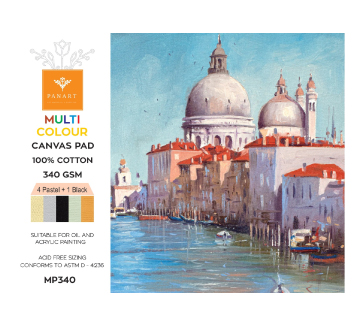 PANART
MULTI
COLOUR
CANVAS PAD
100% COTTON
340 GSM
4 Pastel + 1 Black
SUITABLE FOR OIL AND
ACRYLIC PAINTING
ACID FREE SIZING
CONFORMS TO ASTM D - 4236
MP340